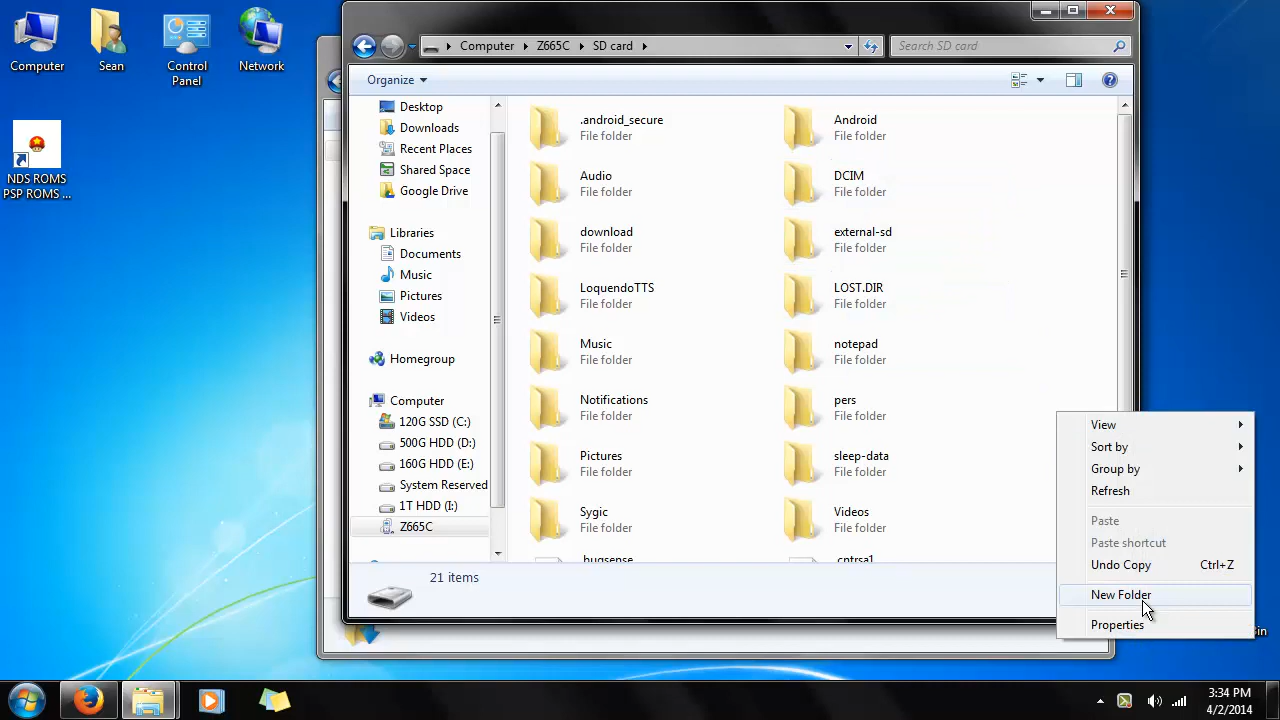 Computer
Sean
Control
Panel
Network
NDS ROMS
PSP ROMS ...
Computer
Z665C
SD card
Search SD card
Organize
Desktop
Downloads
Recent Places
Shared Space
Google Drive
Libraries
Documents
Music
Pictures
Videos
Homegroup
Computer
120G SSD (C:)
500G HDD (D:)
160G HDD (E:)
System Reserved
1T HDD (I:)
Z665C
.android_secure
File folder
Android
File folder
Audio
File folder
DCIM
File folder
download
File folder
external-sd
File folder
LoquendoTTS
File folder
LOST.DIR
File folder
Music
File folder
notepad
File folder
Notifications
File folder
pers
File folder
Pictures
File folder
sleep-data
File folder
Sygic
File folder
Videos
File folder
.bugsense
.cntrsa1
21 items
View
Sort by
Group by
Refresh
Paste
Paste shortcut
Undo Copy Ctrl+Z
New Folder
Properties
3:34 PM
4/2/2014